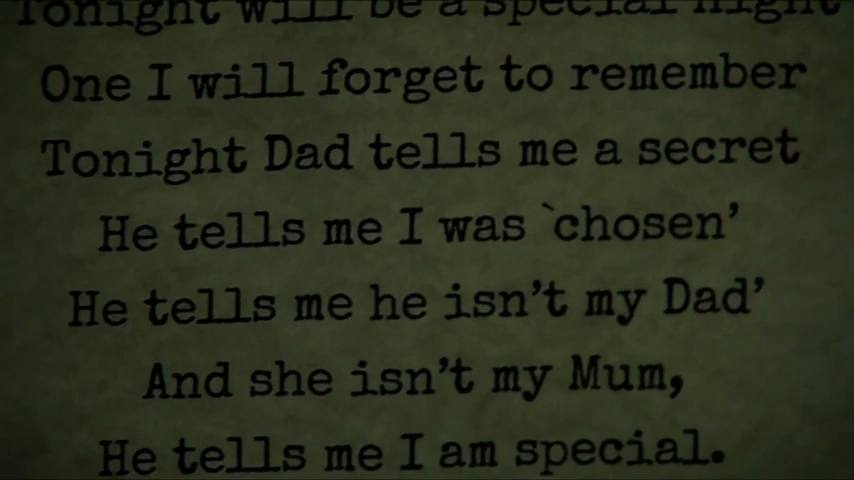 Tonight will be a special night
One I will forget to remember
Tonight Dad tells me a secret
He tells me I was `chosen’
He tells me he isn’t my Dad’
And she isn’t my Mum,
He tells me I am special.